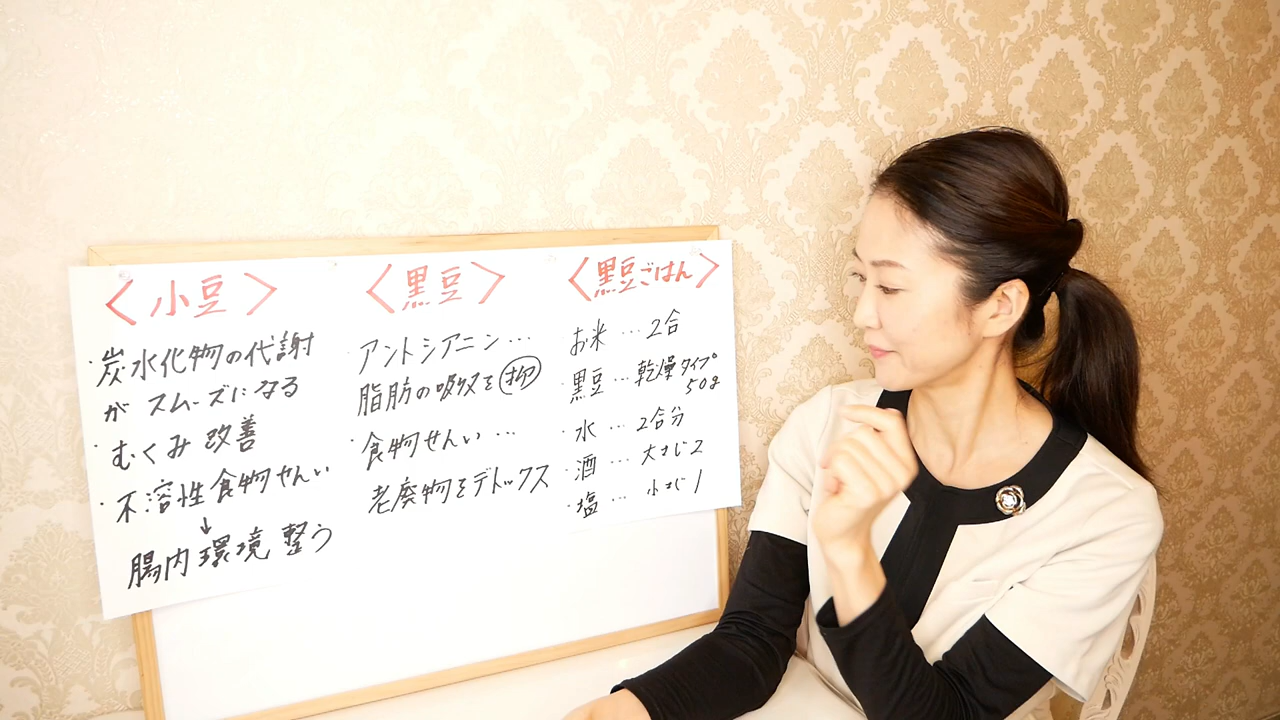 〈小豆〉
・炭水化物の代謝
がスムーズになる
・むくみ改善
・不溶性食物せんい
↓
腸内環境 整う
〈黒豆〉
・アントシアニン…
脂肪の吸収を抑
・食物せんい…
老廃物をデトックス
〈黒豆ごはん〉
・お米…2合
・黒豆…乾燥タイプ
50g
・水…2合分
・酒…大さじ2
・塩…小さじ1